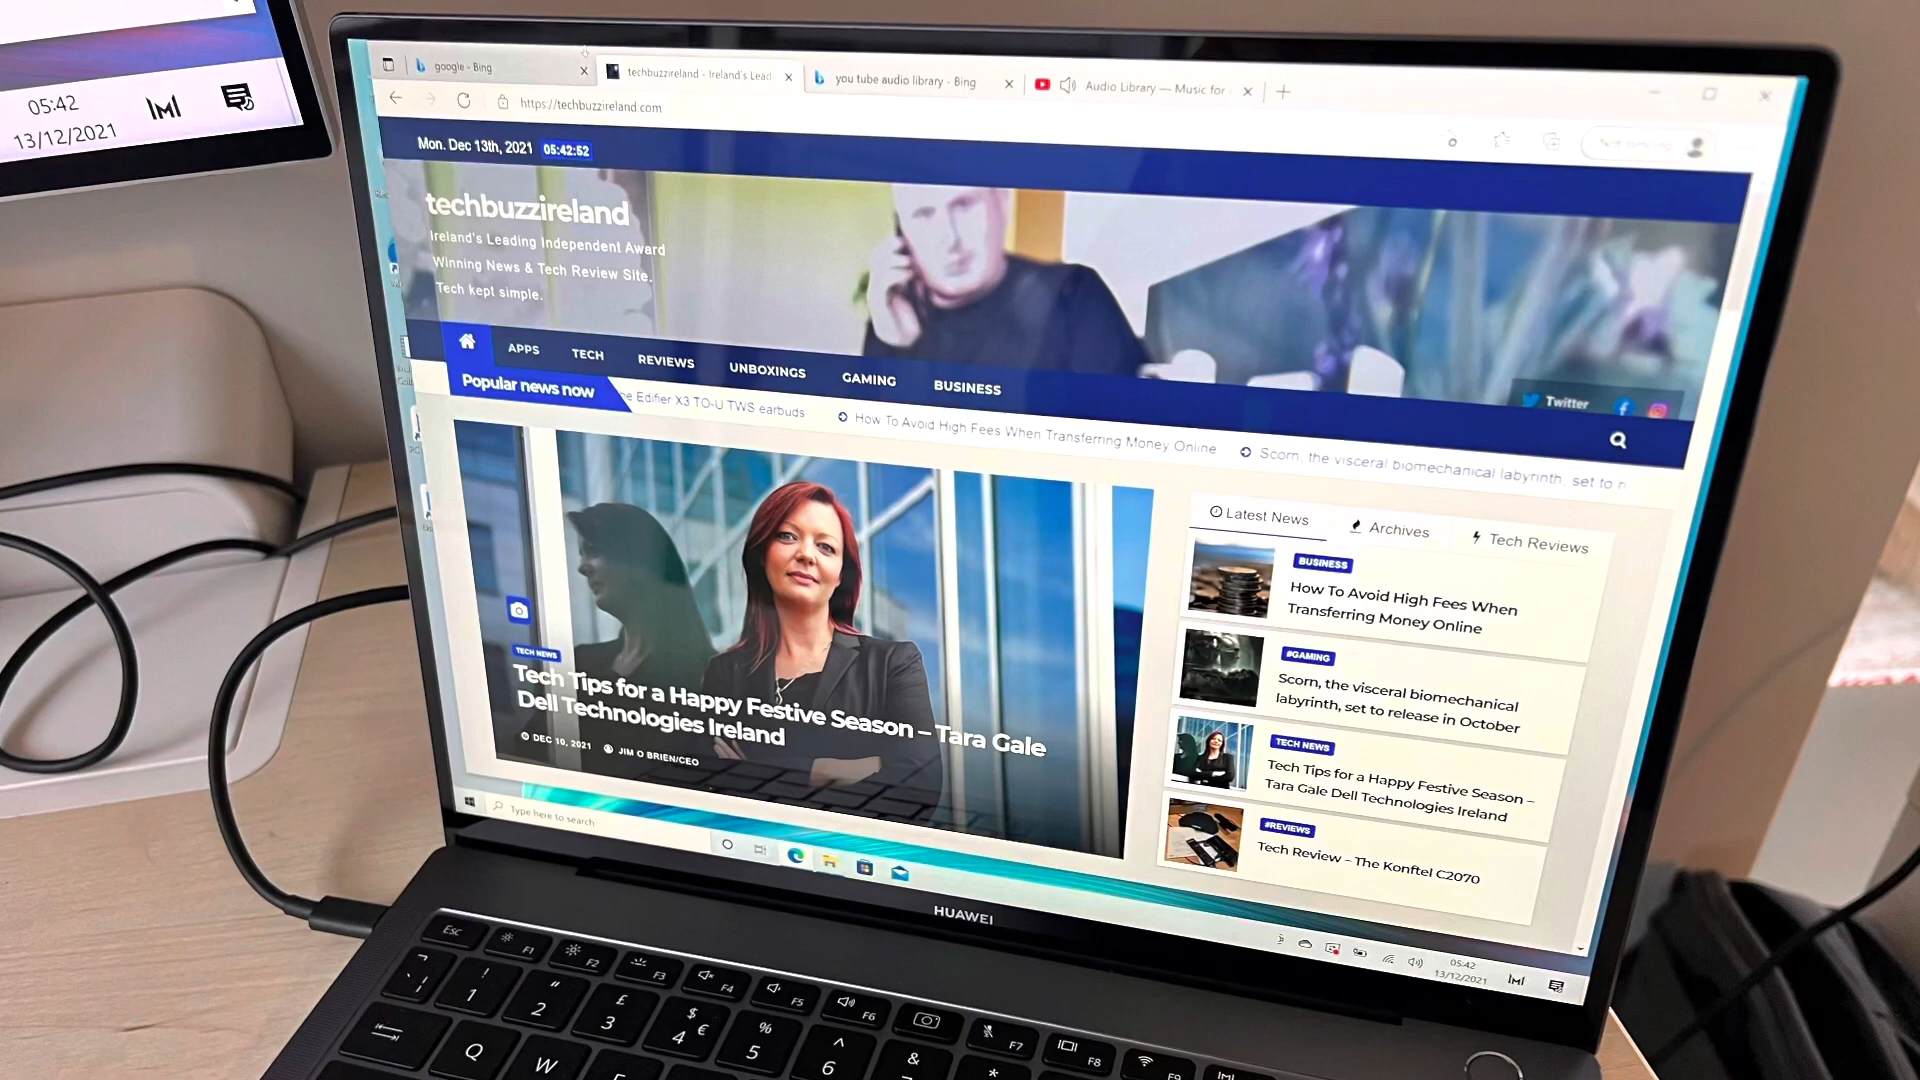 05:42
13/12/2021
google - Bing
techbuzzireland - Ireland's Lead
you tube audio library - Bing
Audio Library — Music for
https://techbuzzireland.com
Mon. Dec 13th, 2021 05:42:52
techbuzzireland
Ireland's Leading Independent Award
Winning News & Tech Review Site.
Tech kept simple.
APPS TECH REVIEWS UNBOXINGS GAMING BUSINESS
Twitter
Popular news now
he Edifier X3 TO-U TWS earbuds
How To Avoid High Fees When Transferring Money Online
Scorn, the visceral biomechanical labyrinth, set to r
TECH NEWS
Tech Tips for a Happy Festive Season – Tara Gale
Dell Technologies Ireland
DEC 10, 2021 JIM O BRIEN/CEO
Latest News Archives Tech Reviews
BUSINESS
How To Avoid High Fees When
Transferring Money Online
#GAMING
Scorn, the visceral biomechanical
labyrinth, set to release in October
TECH NEWS
Tech Tips for a Happy Festive Season –
Tara Gale Dell Technologies Ireland
#REVIEWS
Tech Review – The Konftel C2070
Type here to search
05:42
13/12/2021
HUAWEI
Esc F1 F2 F3 F4 F5 F6 F7 F8 F9
¬ ! " £ $ € % ^ & *
1 2 3 4 5 6
Q W